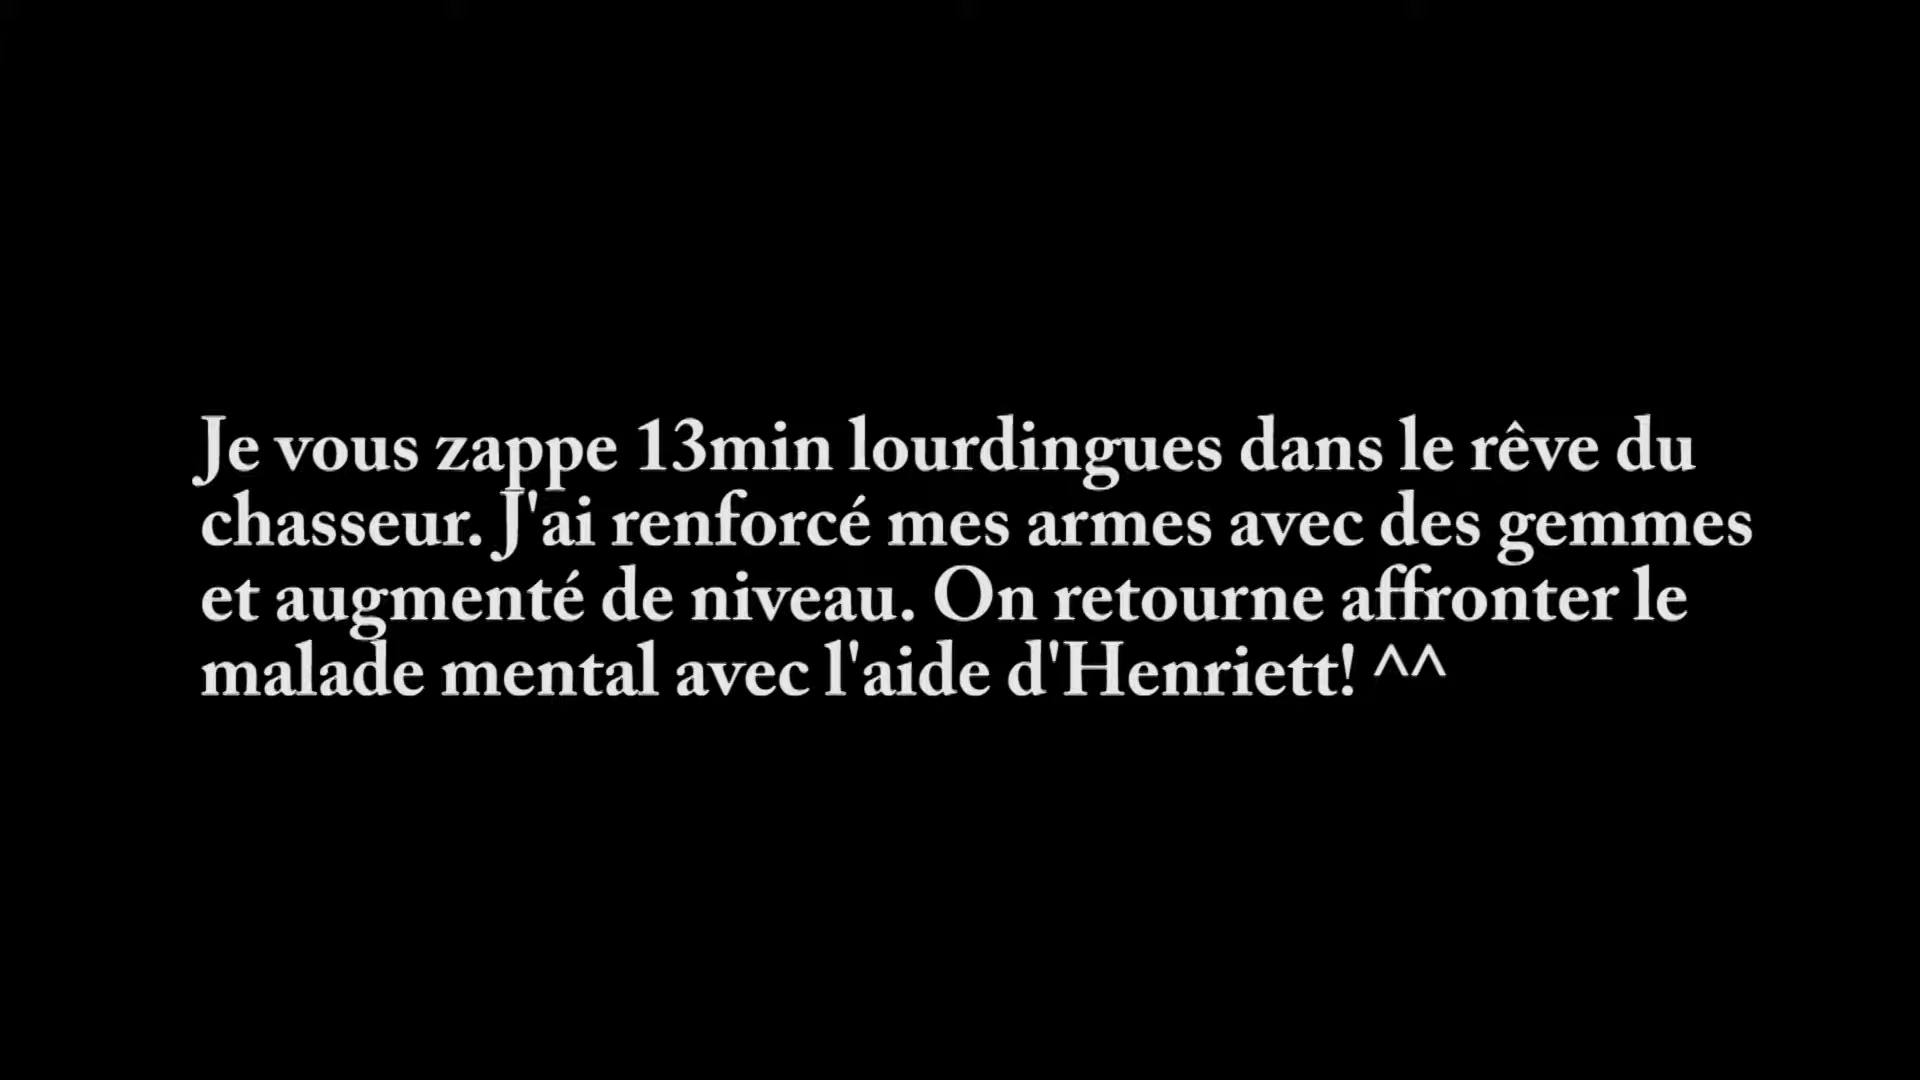 Je vous zappe 13min lourdingues dans le rêve du
chasseur. J'ai renforcé mes armes avec des gemmes
et augmenté de niveau. On retourne affronter le
malade mental avec l'aide d'Henriett! ^^